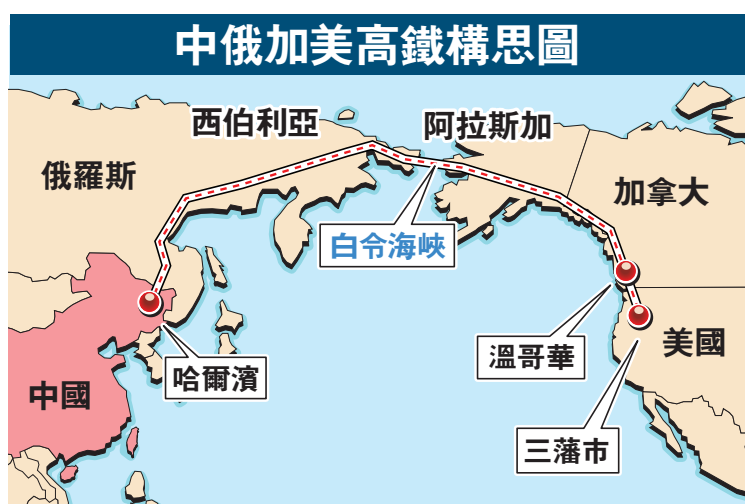 中俄加美高鐵構思圖
西伯利亞
阿拉斯加
俄羅斯
加拿大
白令海峽
溫哥華
美國
哈爾濱
中國
三藩市